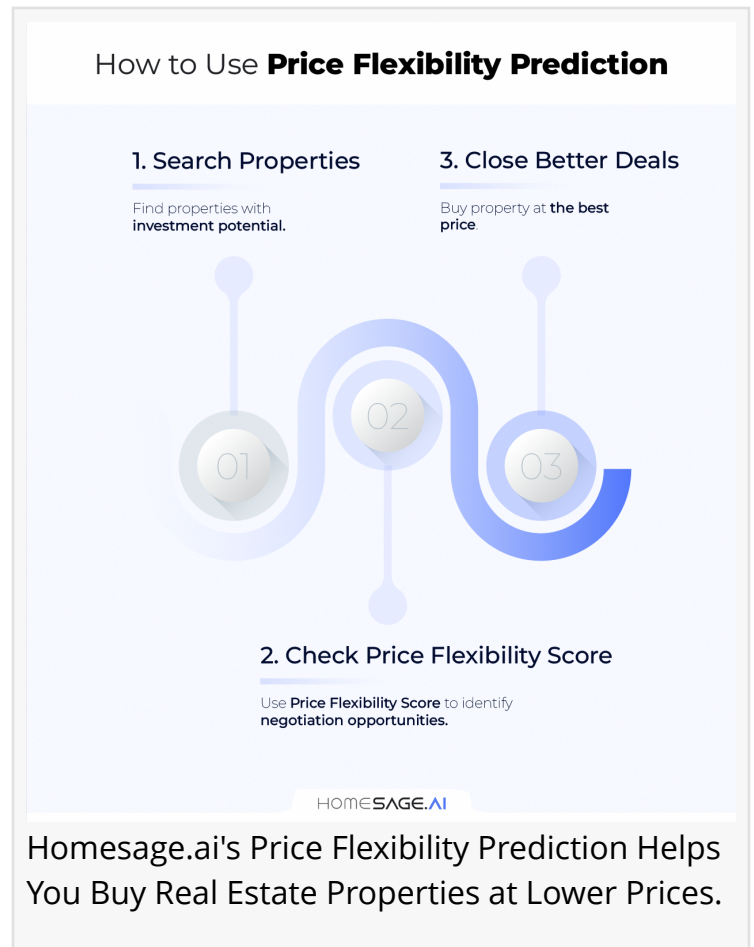 How to Use Price Flexibility Prediction
1. Search Properties
Find properties with
investment potential.
3. Close Better Deals
Buy property at the best
price.
01
02
03
2. Check Price Flexibility Score
Use Price Flexibility Score to identify
negotiation opportunities.
HOMESAGE.AI
Homesage.ai's Price Flexibility Prediction Helps
You Buy Real Estate Properties at Lower Prices.